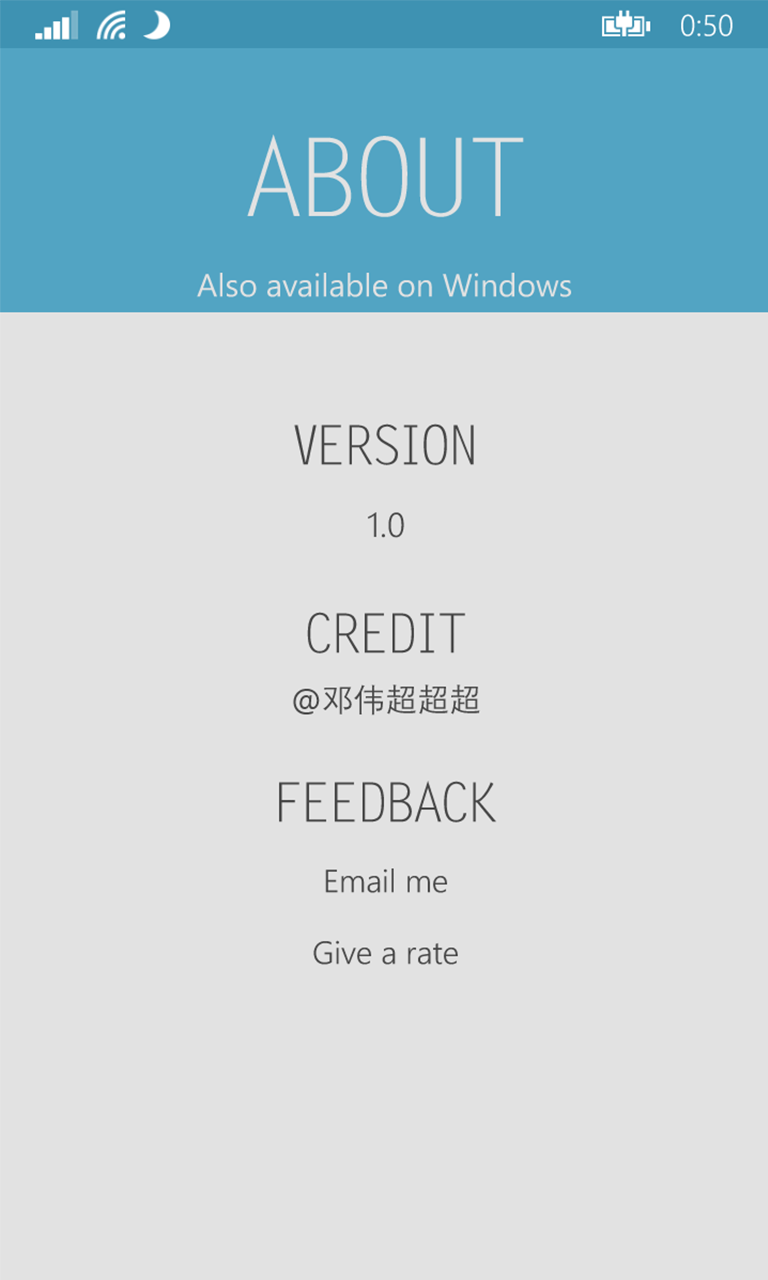 0:50
ABOUT
Also available on Windows
VERSION
1.0
CREDIT
@邓伟超超超
FEEDBACK
Email me
Give a rate